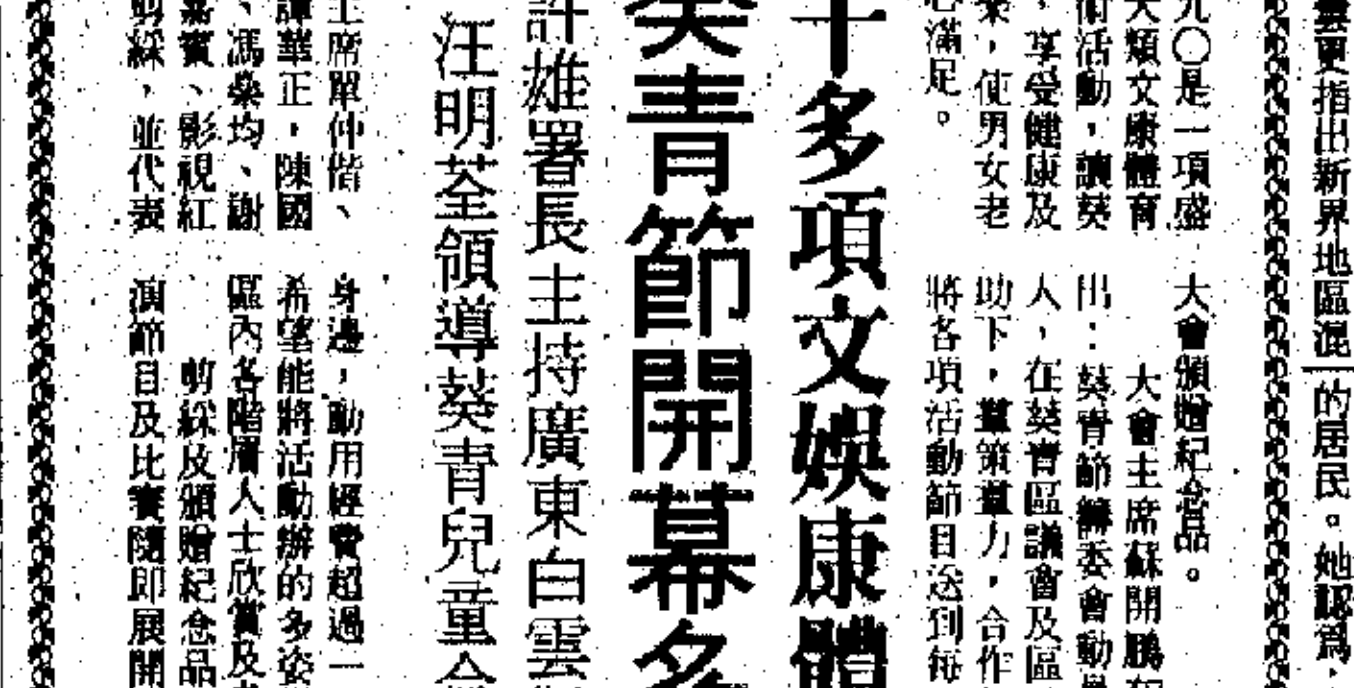 雲更指出新界地區混
的居民。她認爲，
九〇是一項盛
大類文康體育
術活動，讓葵
，享受健康及
樂，使男女老
心滿足。
大會頒贈紀念品。
大會主席蘇開鵬
出：葵青節籌委會動員
人，在葵青區議會及區
助下，羣策羣力，合作
將各項活動節目送到每
十多項文娛康體
葵青節開幕多
許雄署長主持廣東白雲
汪明荃領導葵青兒童合
主席單仲偕、
譚華正，陳國
、馮燊均、謝
嘉賓、影視紅
剪綵，並代表
身邊，動用經費超過一
希望能將活動辦的多姿
區內各階層人士欣賞及
剪綵及頒贈紀念品
演節目及比賽隨即展開